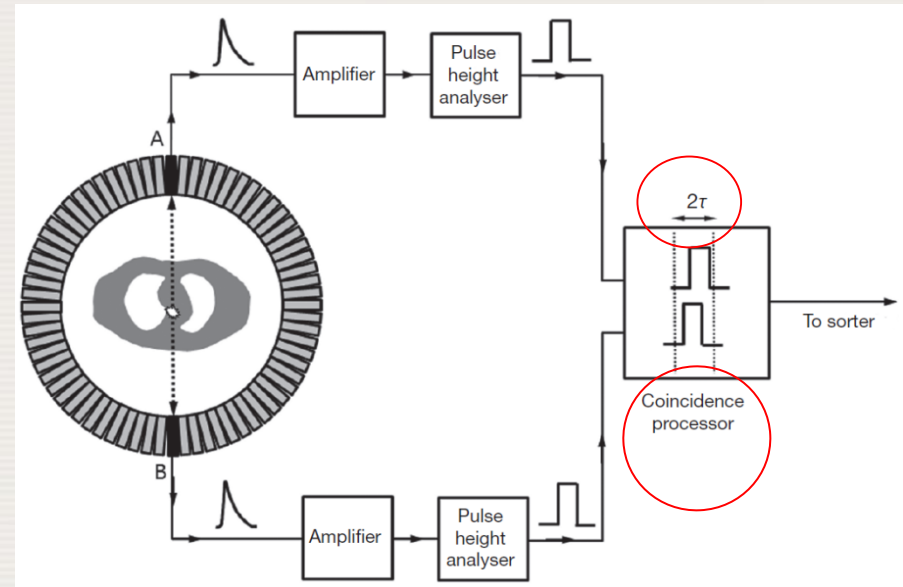 Amplifier
Pulse
height
analyser
A
2τ
To sorter
Coincidence
processor
B
Amplifier
Pulse
height
analyser